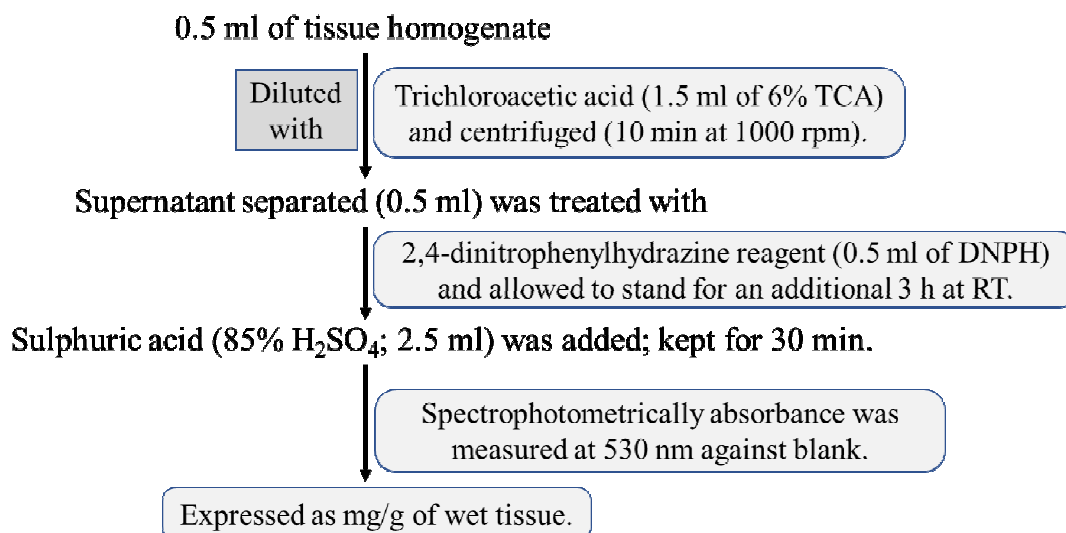 0.5 ml of tissue homogenate
Diluted
with
Trichloroacetic acid (1.5 ml of 6% TCA)
and centrifuged (10 min at 1000 rpm).
Supernatant separated (0.5 ml) was treated with
2,4-dinitrophenylhydrazine reagent (0.5 ml of DNPH)
and allowed to stand for an additional 3 h at RT.
Sulphuric acid (85% H₂SO₄; 2.5 ml) was added; kept for 30 min.
Spectrophotometrically absorbance was
measured at 530 nm against blank.
Expressed as mg/g of wet tissue.